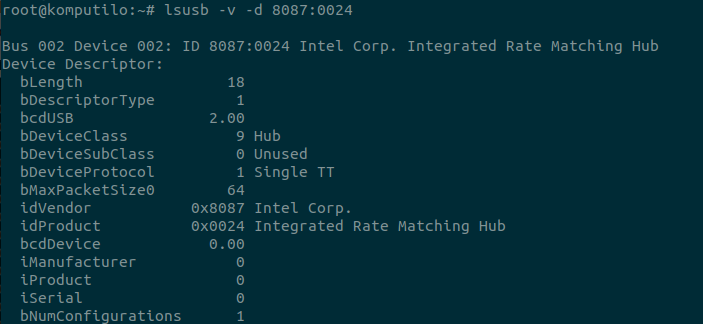 root@komputilo:~# lsusb -v -d 8087:0024

Bus 002 Device 002: ID 8087:0024 Intel Corp. Integrated Rate Matching Hub
Device Descriptor:
  bLength                18
  bDescriptorType         1
  bcdUSB               2.00
  bDeviceClass            9 Hub
  bDeviceSubClass         0 Unused
  bDeviceProtocol         1 Single TT
  bMaxPacketSize0        64
  idVendor           0x8087 Intel Corp.
  idProduct          0x0024 Integrated Rate Matching Hub
  bcdDevice            0.00
  iManufacturer           0
  iProduct                0
  iSerial                 0
  bNumConfigurations      1